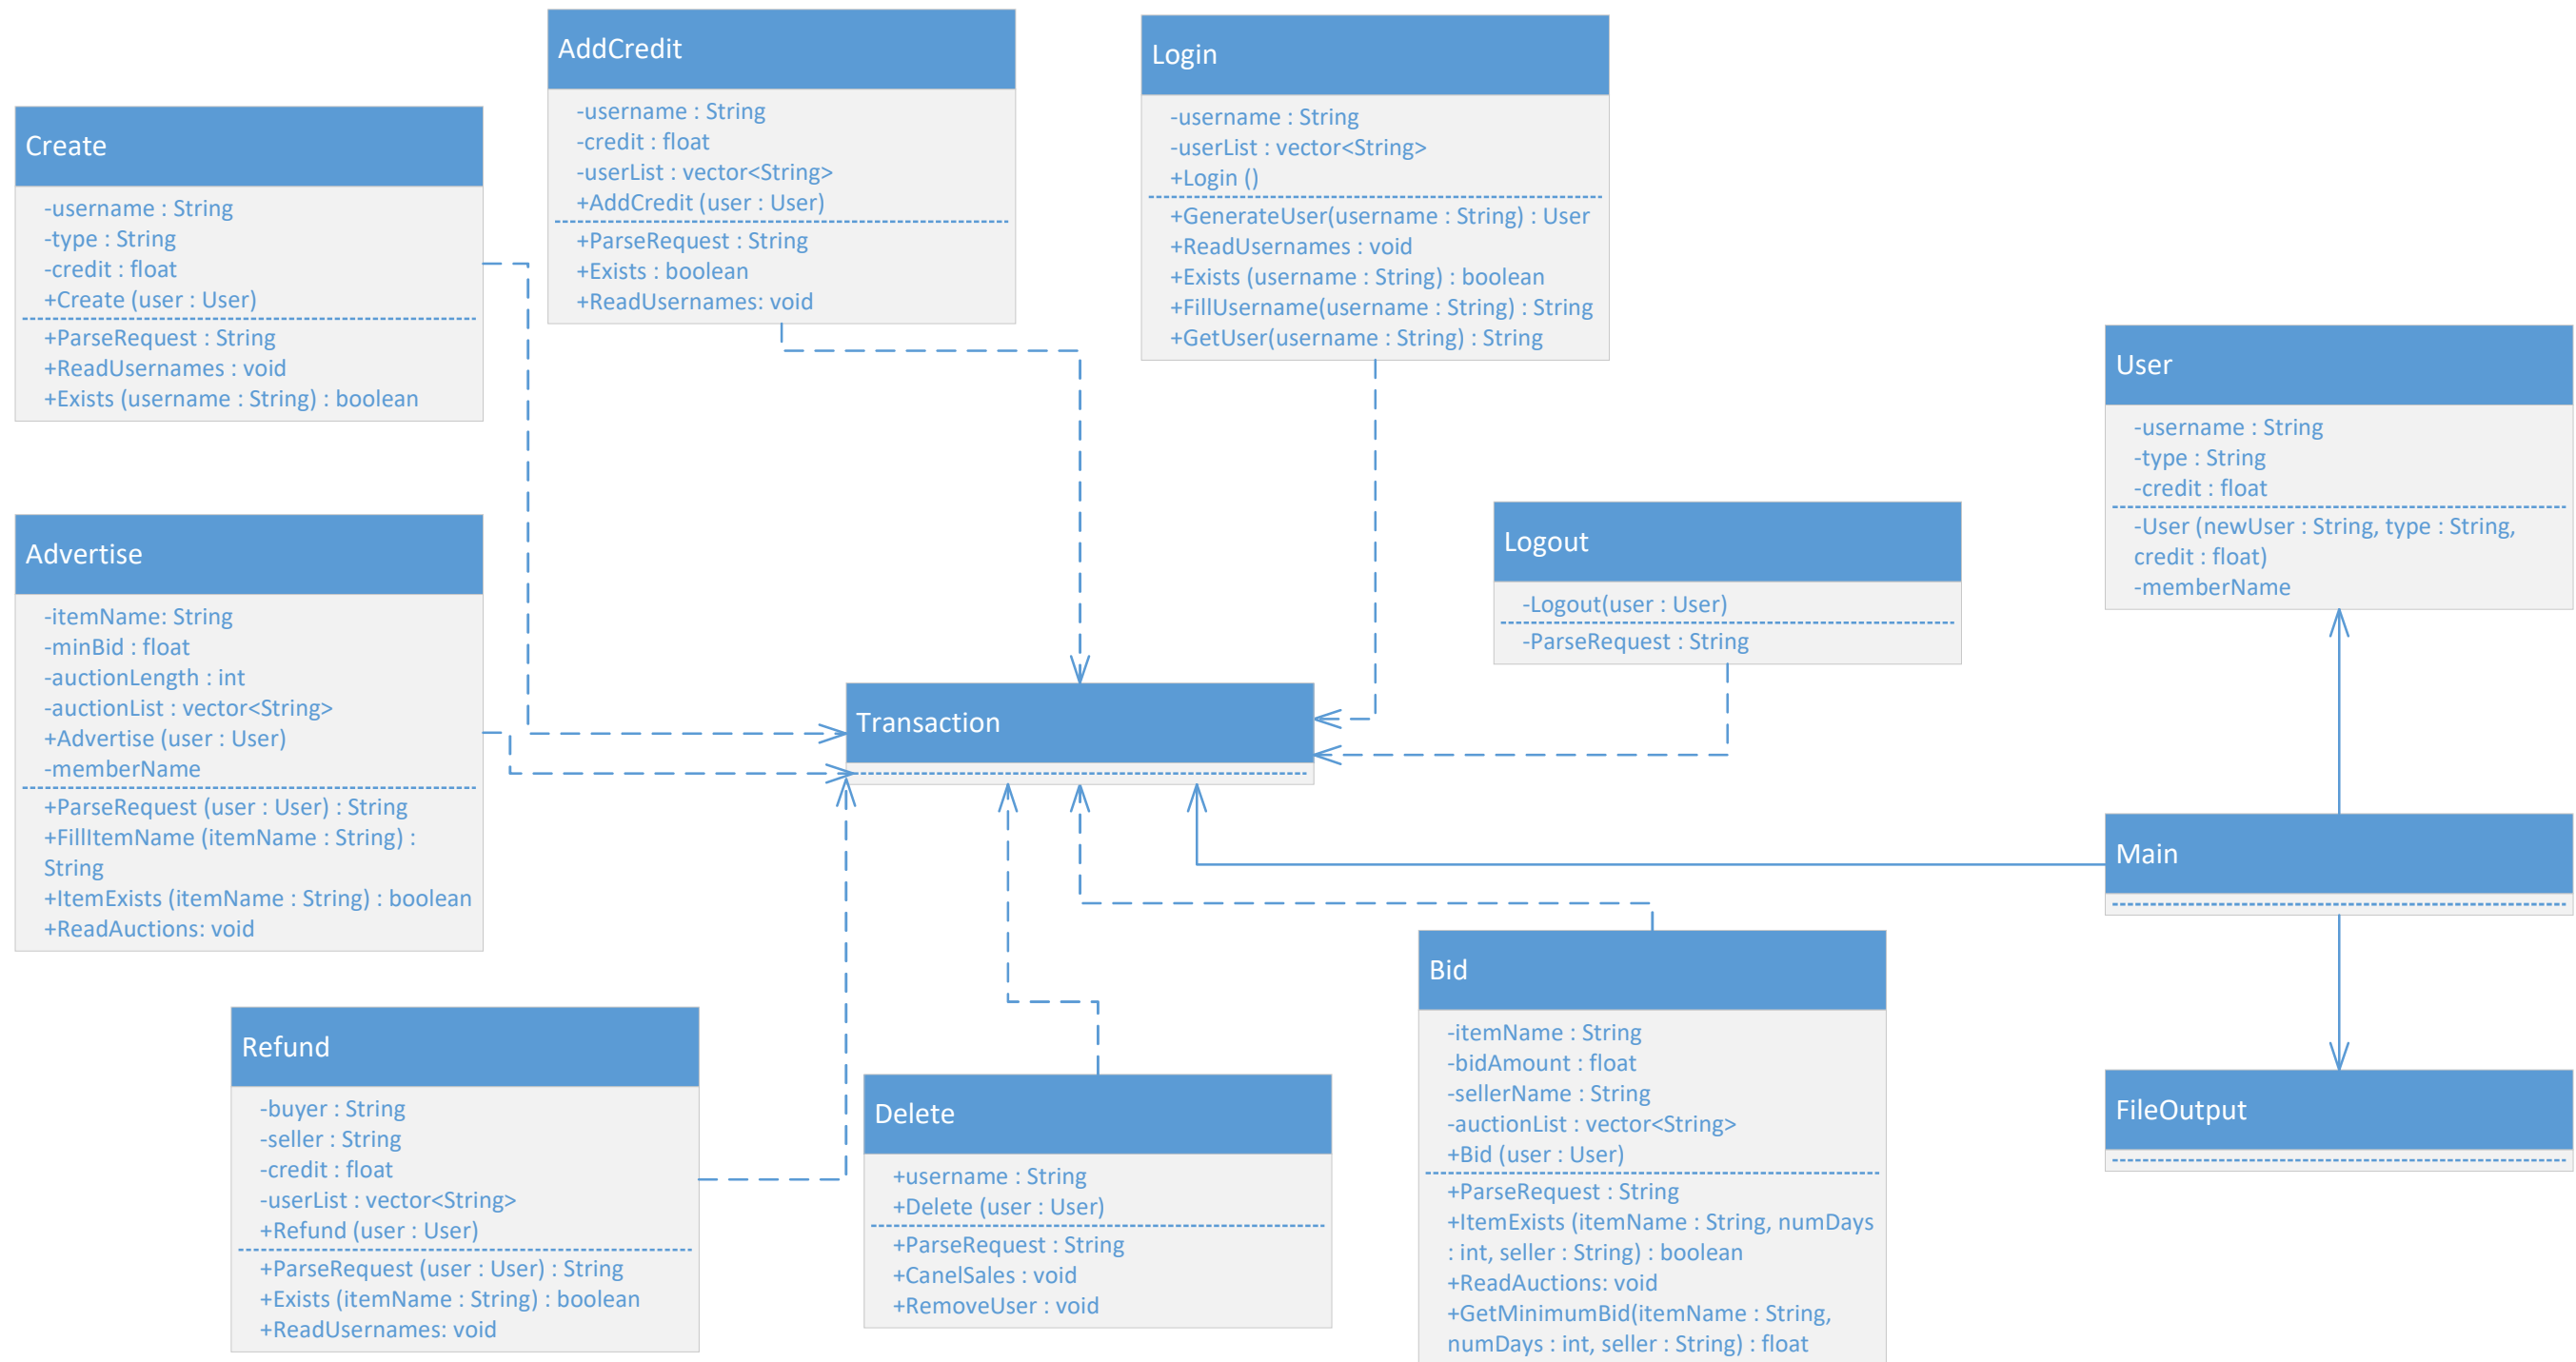 AddCredit
-username : String
-credit : float
-userList : vector<String>
+AddCredit (user : User)
+ParseRequest : String
+Exists : boolean
+ReadUsernames: void
Login
-username : String
-userList : vector<String>
+Login ()
+GenerateUser(username : String) : User
+ReadUsernames : void
+Exists (username : String) : boolean
+FillUsername(username : String) : String
+GetUser(username : String) : String
Create
-username : String
-type : String
-credit : float
+Create (user : User)
+ParseRequest : String
+ReadUsernames : void
+Exists (username : String) : boolean
User
-username : String
-type : String
-credit : float
-User (newUser : String, type : String,
credit : float)
-memberName
Logout
-Logout(user : User)
-ParseRequest : String
Advertise
-itemName: String
-minBid : float
-auctionLength : int
-auctionList : vector<String>
+Advertise (user : User)
-memberName
+ParseRequest (user : User) : String
+FillItemName (itemName : String) :
String
+ItemExists (itemName : String) : boolean
+ReadAuctions: void
Transaction
Main
Bid
-itemName : String
-bidAmount : float
-sellerName : String
-auctionList : vector<String>
+Bid (user : User)
+ParseRequest : String
+ItemExists (itemName : String, numDays
: int, seller : String) : boolean
+ReadAuctions: void
+GetMinimumBid(itemName : String,
numDays : int, seller : String) : float
Refund
-buyer : String
-seller : String
-credit : float
-userList : vector<String>
+Refund (user : User)
+ParseRequest (user : User) : String
+Exists (itemName : String) : boolean
+ReadUsernames: void
Delete
+username : String
+Delete (user : User)
+ParseRequest : String
+CanelSales : void
+RemoveUser : void
FileOutput